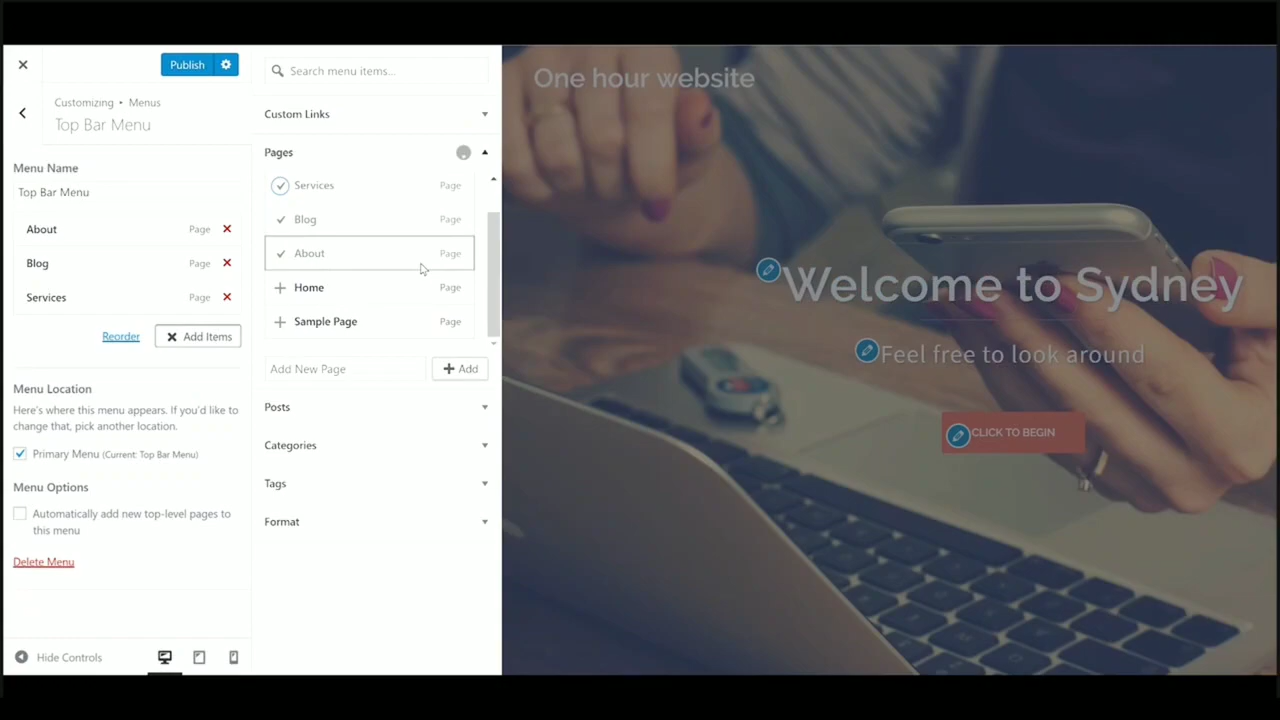 Publish
Customizing • Menus
Top Bar Menu
Menu Name
Top Bar Menu
About Page
Blog Page
Services Page
Reorder
Add Items
Menu Location
Here's where this menu appears. If you'd like to
change that, pick another location.
Primary Menu (Current: Top Bar Menu)
Menu Options
Automatically add new top-level pages to
this menu
Delete Menu
Hide Controls
Search menu items...
Custom Links
Pages
Services Page
Blog Page
About Page
Home Page
Sample Page Page
Add New Page
Add
Posts
Categories
Tags
Format
One hour website
Welcome to Sydney
Feel free to look around
CLICK TO BEGIN